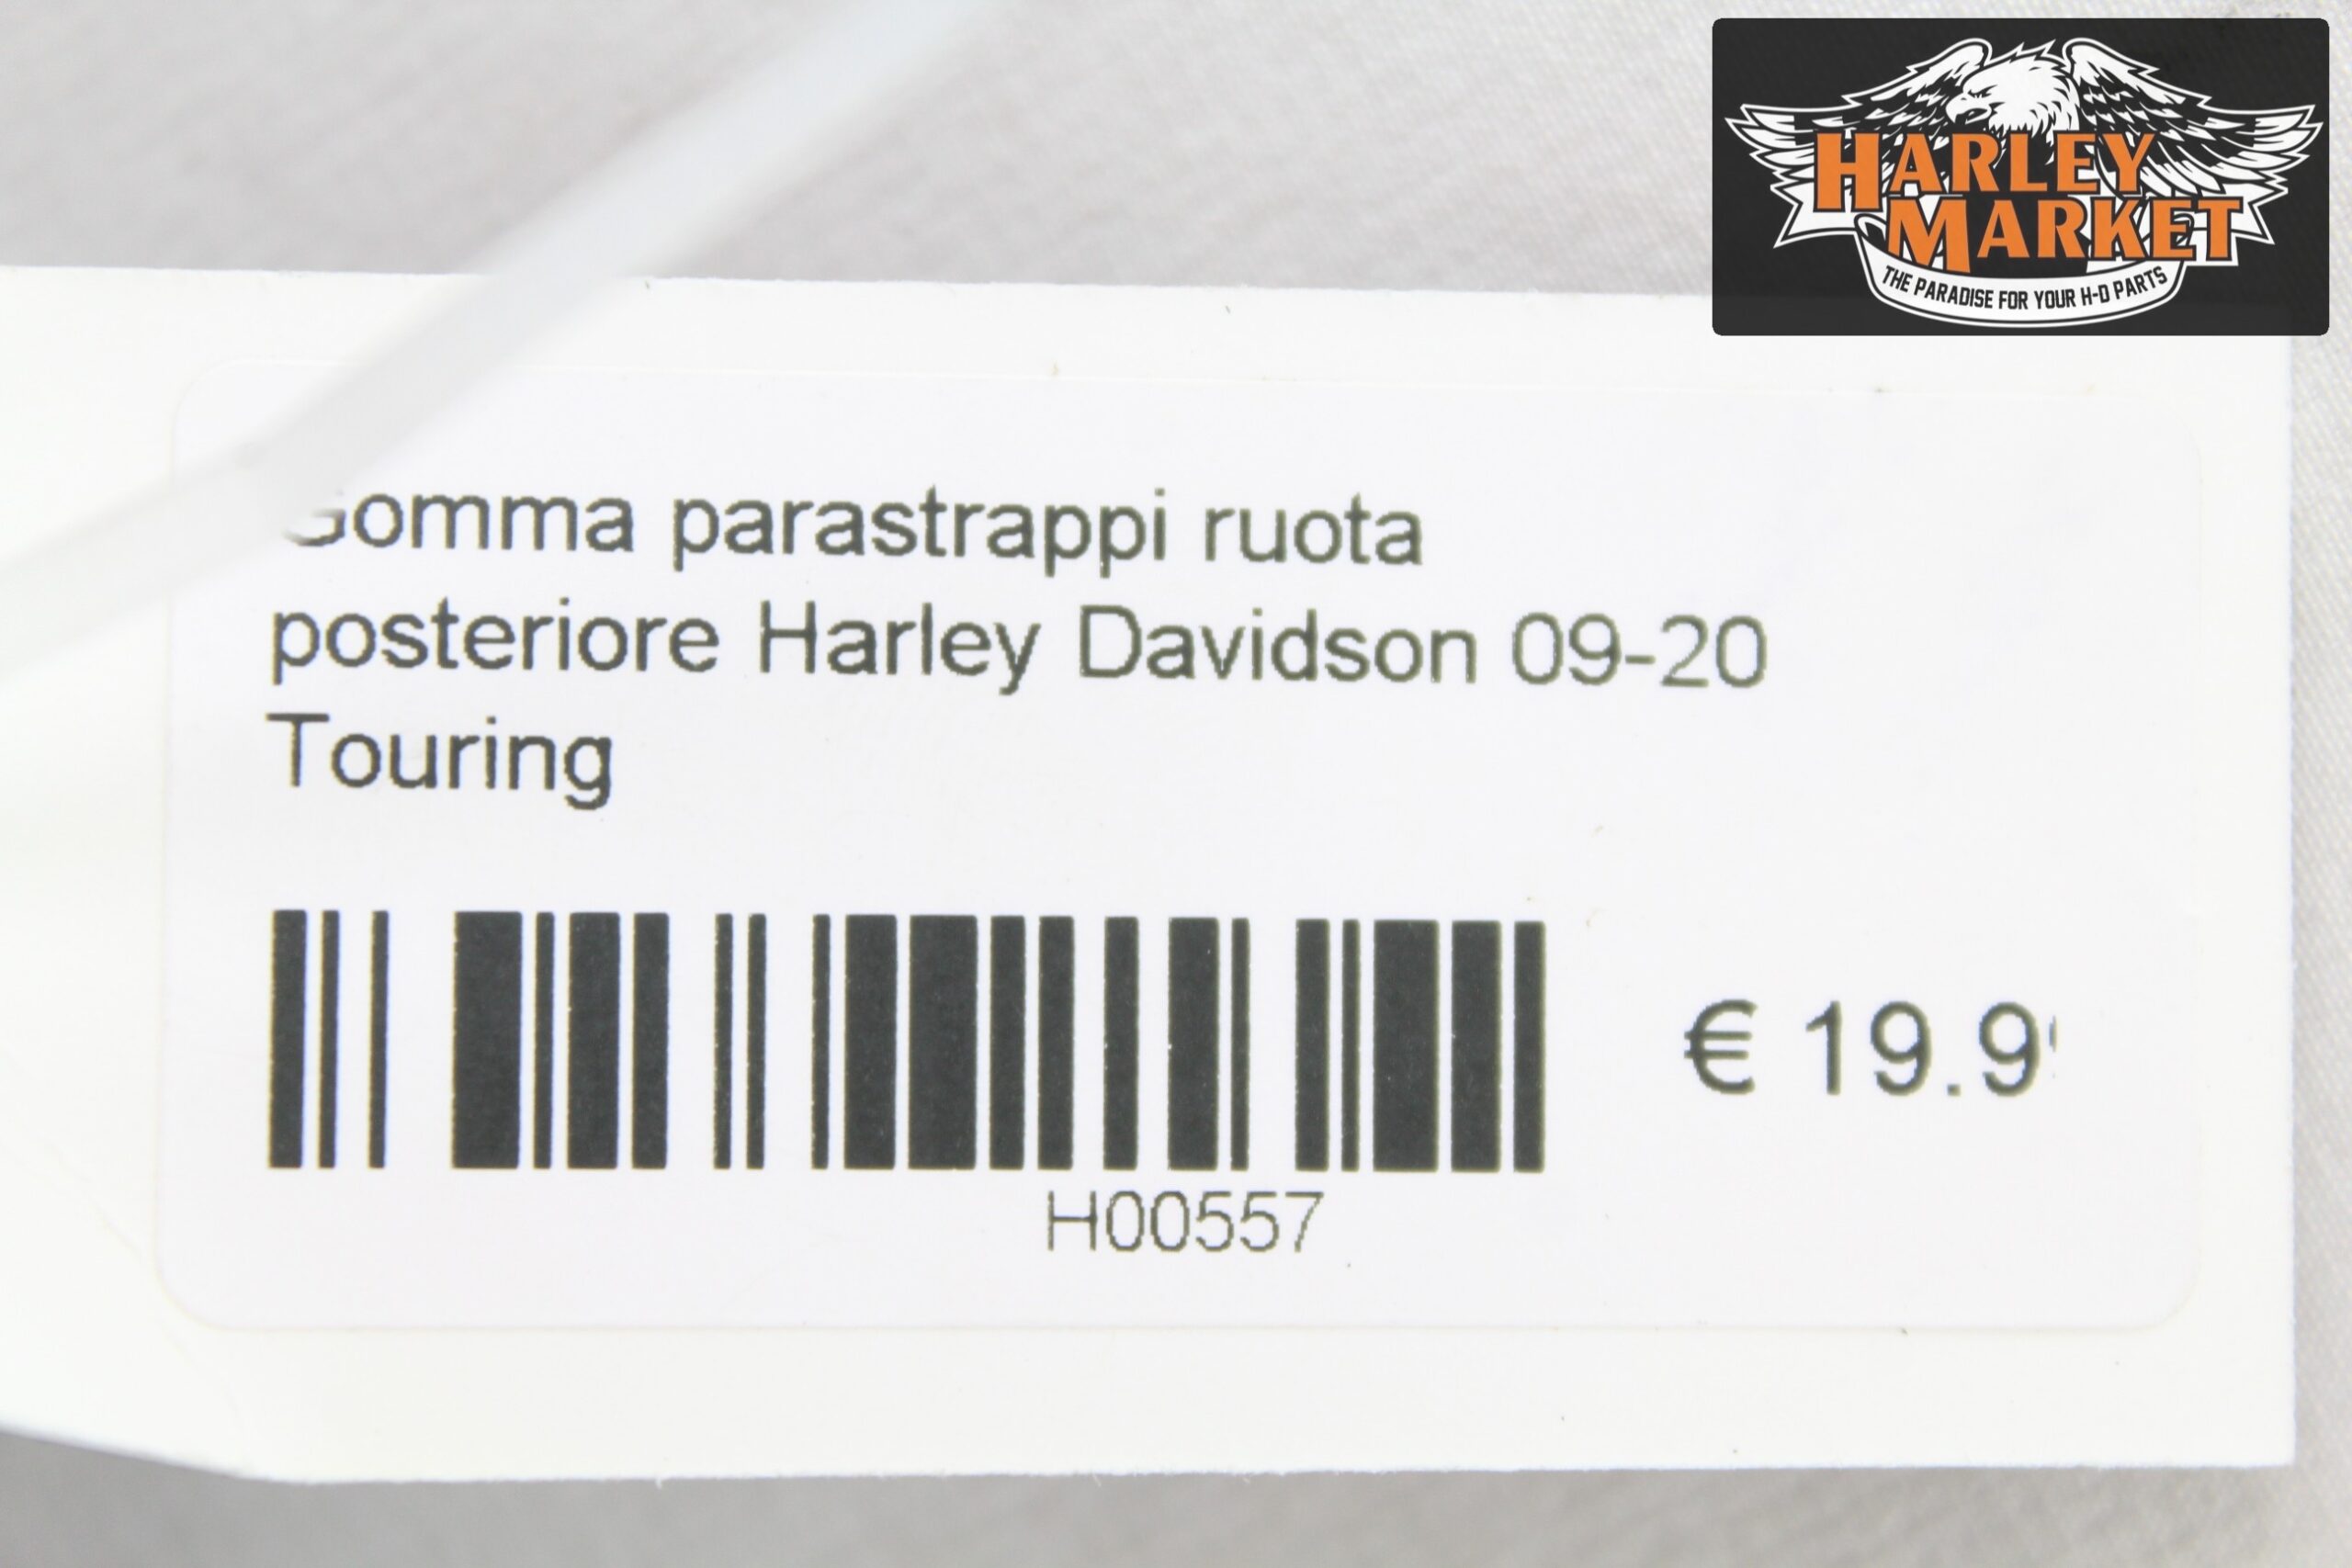 HARLEY
MARKET
THE PARADISE FOR YOUR H-D PARTS
Gomma parastrappi ruota
posteriore Harley Davidson 09-20
Touring
€ 19.9
H00557